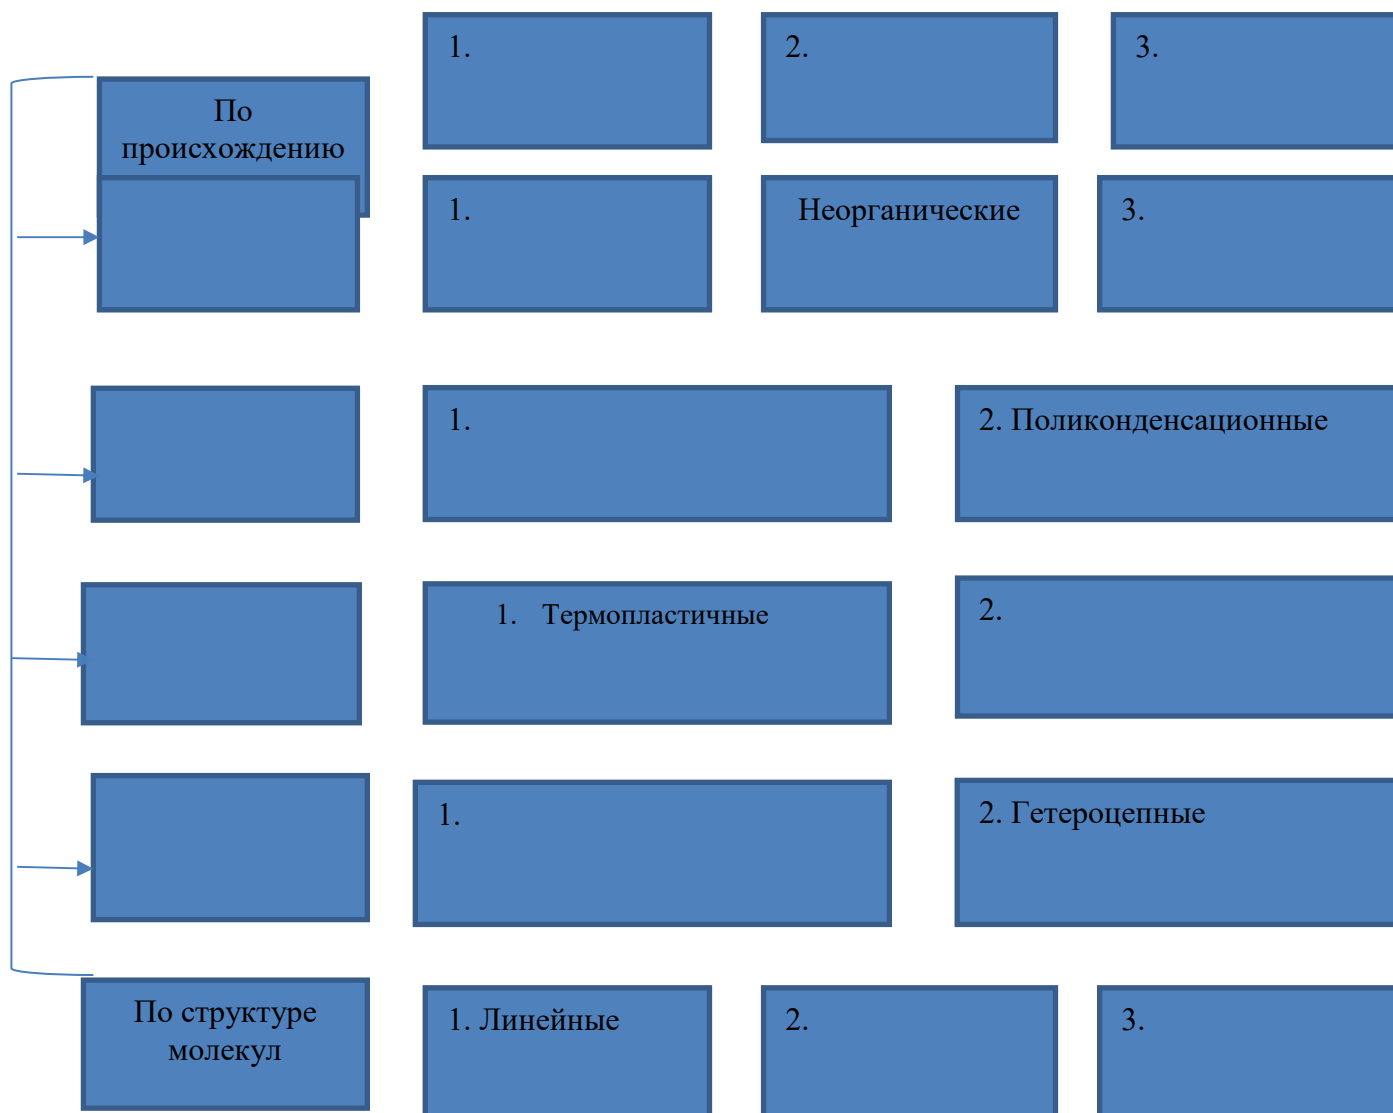 1.
2.
3.
По
происхождению
1.
Неорганические
3.
1.
2. Поликонденсационные
1. Термопластичные
2.
1.
2. Гетероцепные
По структуре
молекул
1. Линейные
2.
3.